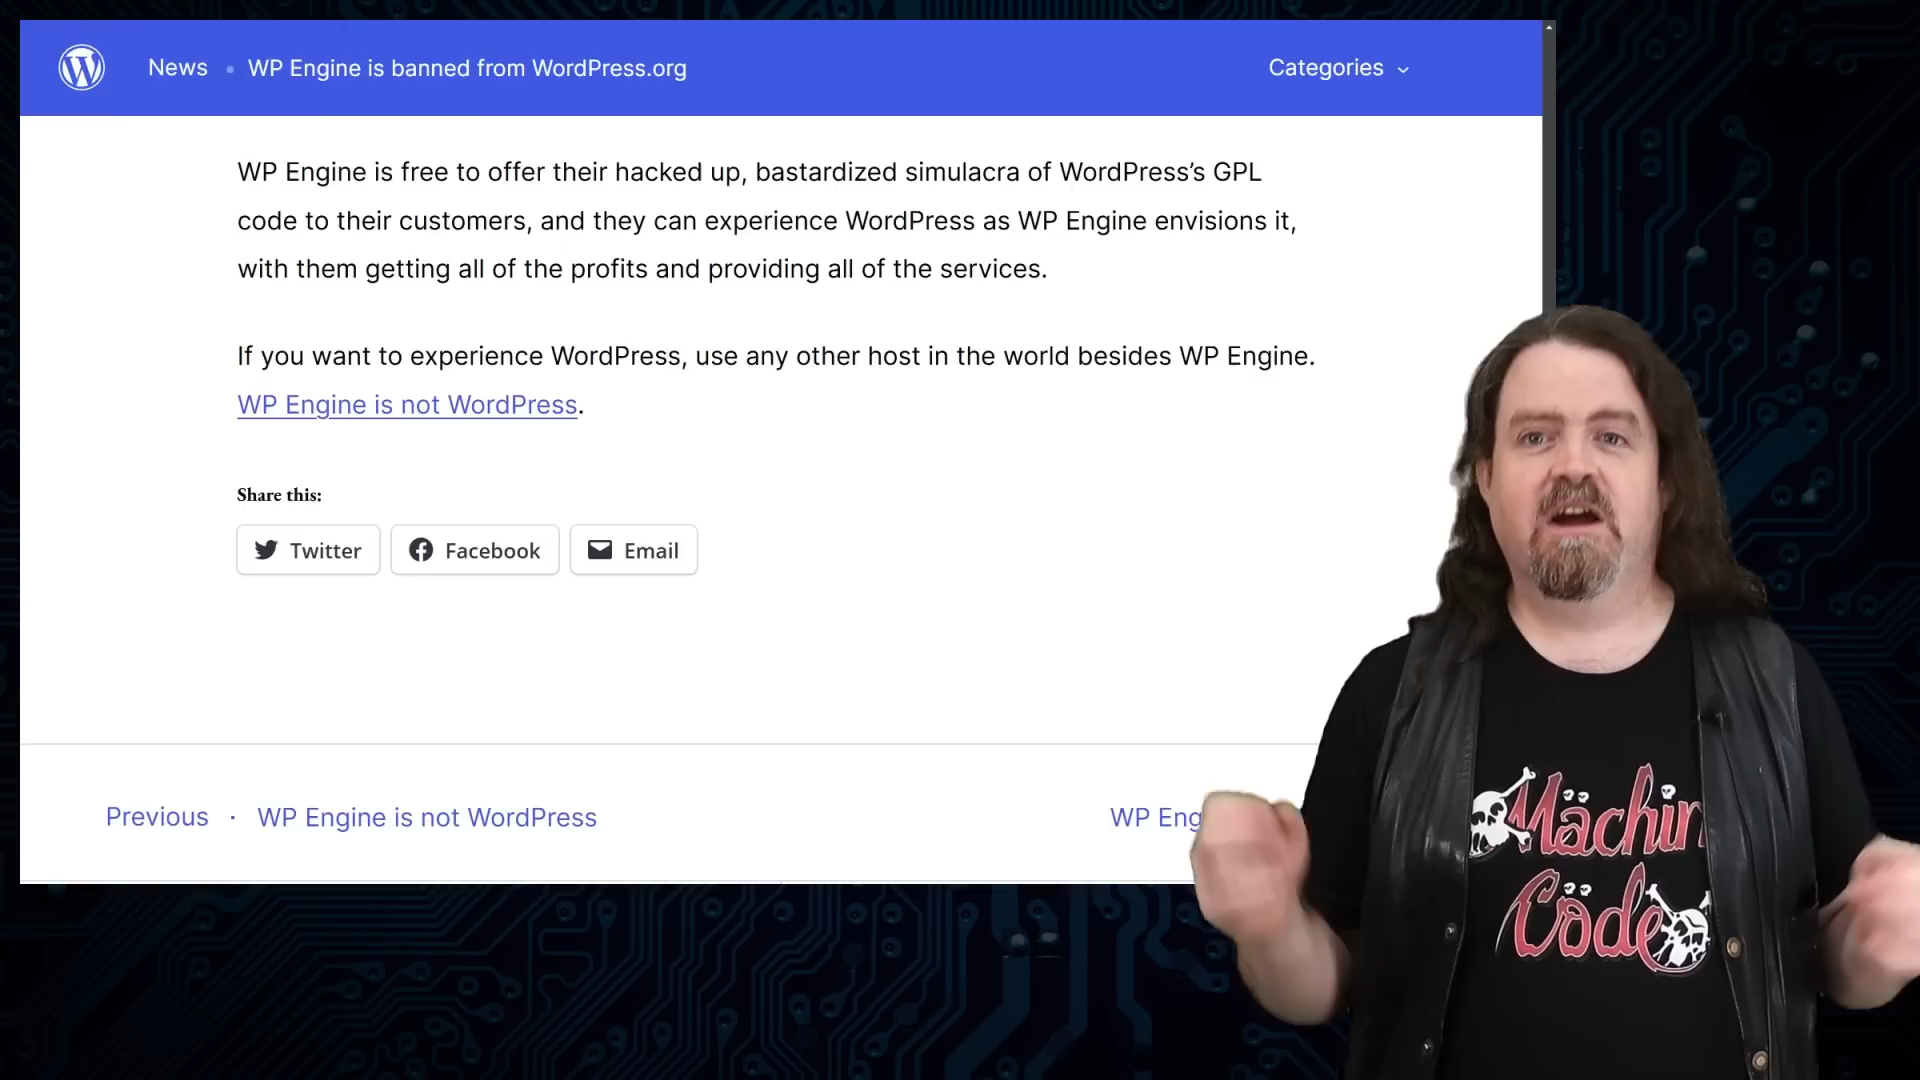 News • WP Engine is banned from WordPress.org Categories
WP Engine is free to offer their hacked up, bastardized simulacra of WordPress’s GPL
code to their customers, and they can experience WordPress as WP Engine envisions it,
with them getting all of the profits and providing all of the services.
If you want to experience WordPress, use any other host in the world besides WP Engine.
WP Engine is not WordPress.
Share this:
Twitter Facebook Email
Previous · WP Engine is not WordPress WP Eng
Mächin
Cöde